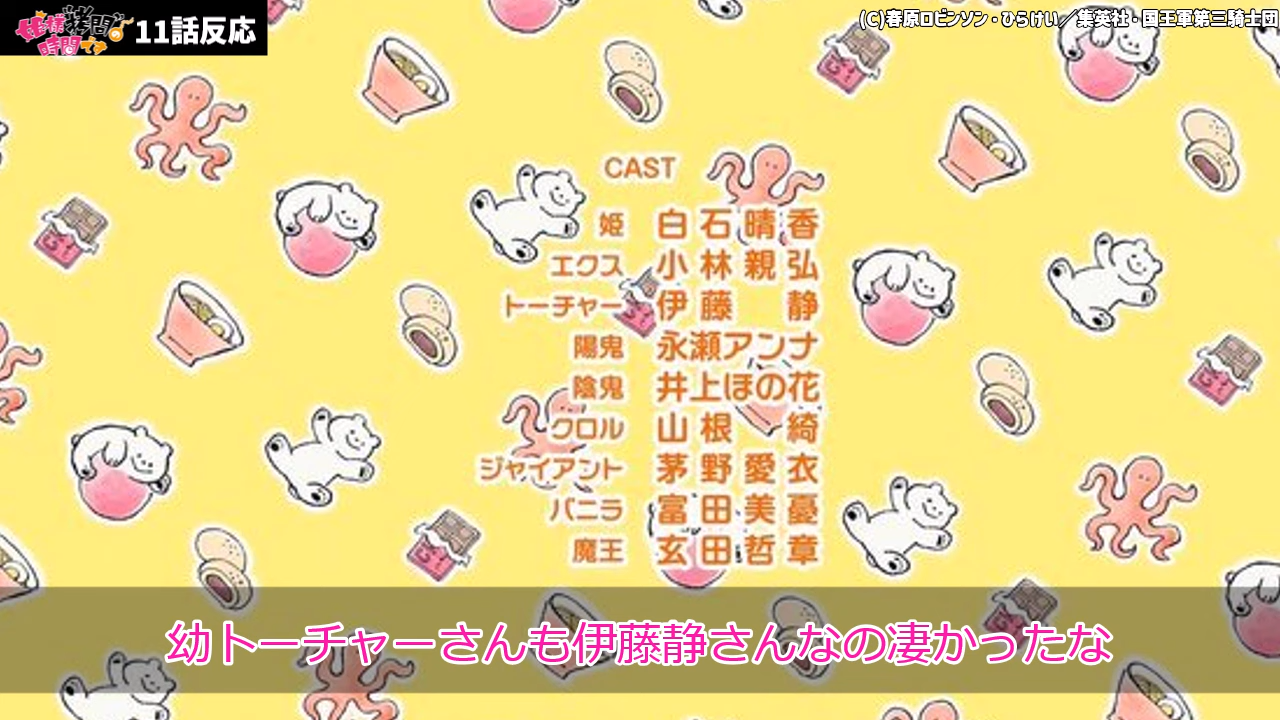 姫様"拷問"の時間です
11話反応
(C)春原ロビンソン・ひらけい／集英社・国王軍第三騎士団
CAST
姫 白石晴香
エクス 小林親弘
トーチャー 伊藤 静
陽鬼 永瀬アンナ
陰鬼 井上ほの花
クロル 山根 綺
ジャイアント 茅野愛衣
バニラ 富田美憂
魔王 玄田哲章
幼トーチャーさんも伊藤静さんなの凄かったな